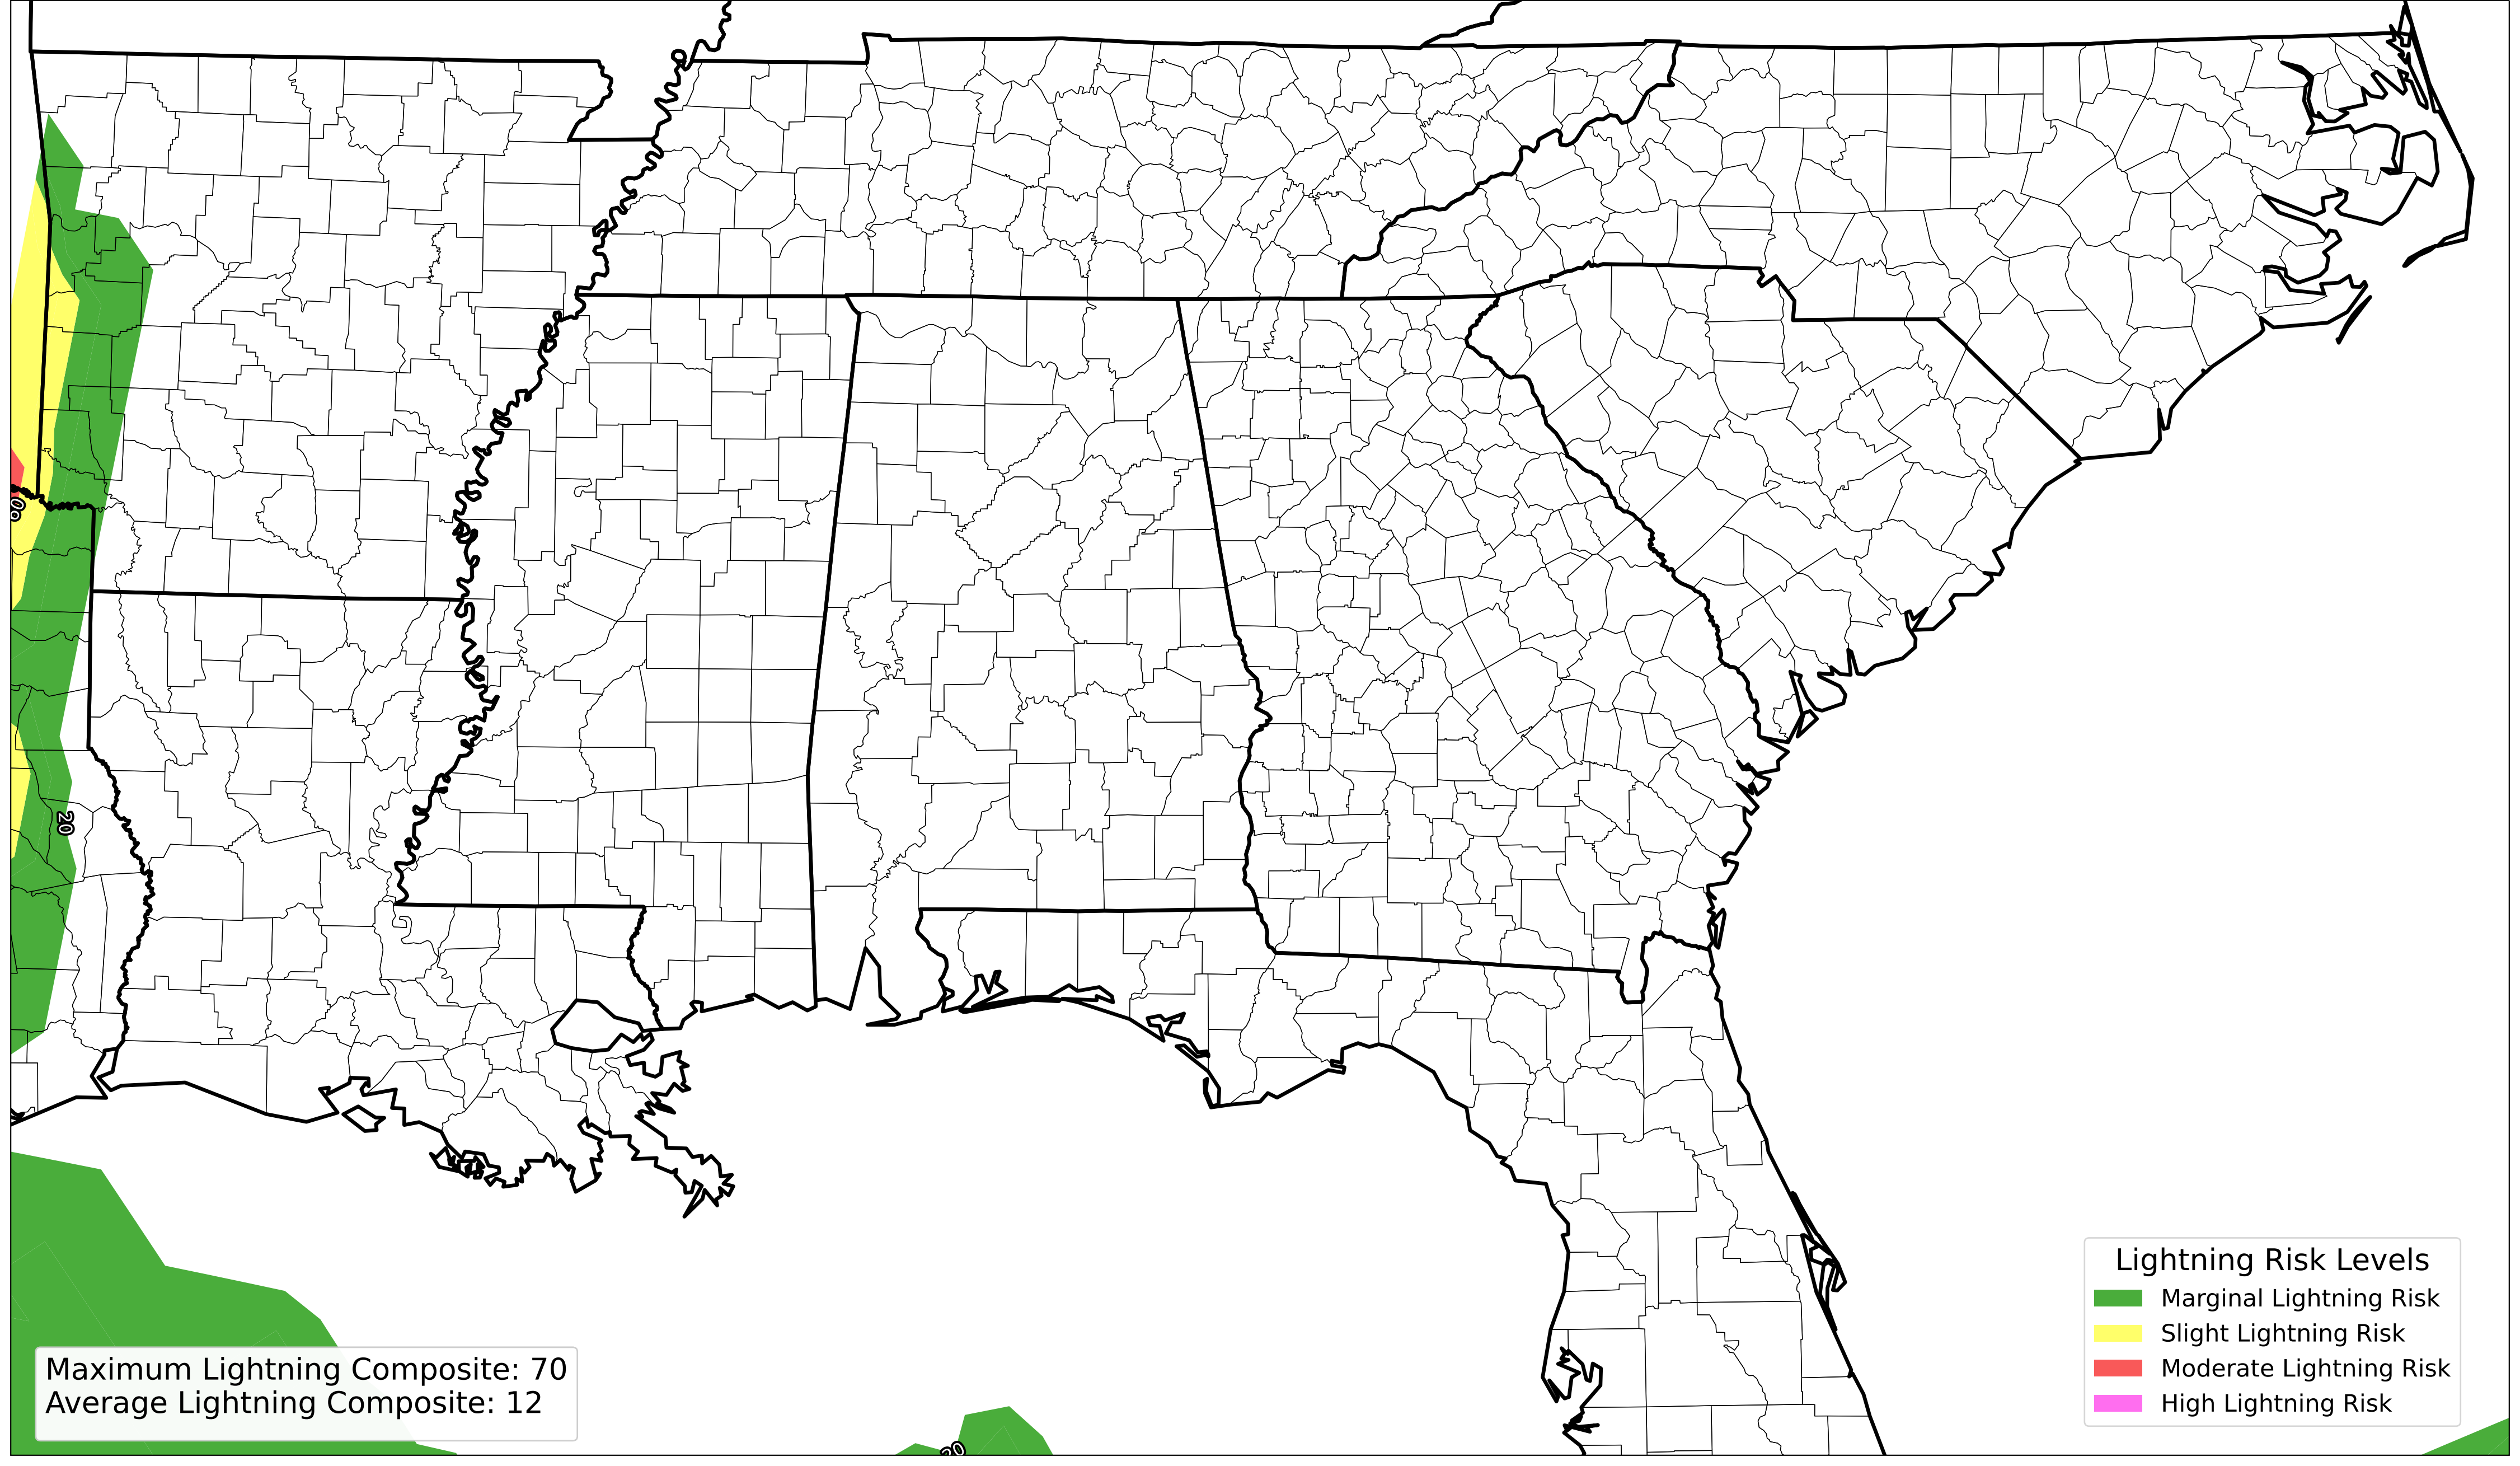 20
Maximum Lightning Composite: 70
Average Lightning Composite: 12
Lightning Risk Levels
Marginal Lightning Risk
Slight Lightning Risk
Moderate Lightning Risk
High Lightning Risk